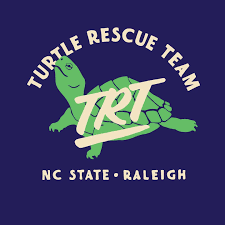 TURTLE RESCUE TEAM
TRT
NC STATE • RALEIGH